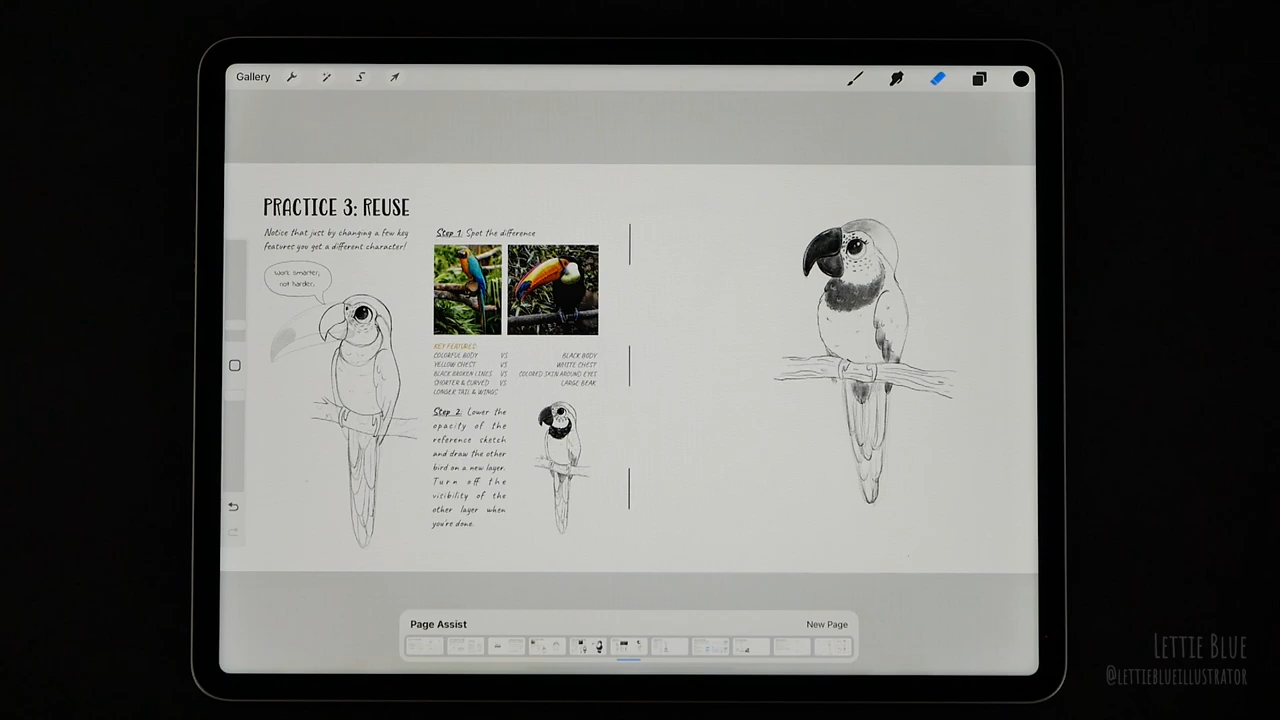 Gallery
PRACTICE 3: REUSE
Notice that just by changing a few key
features you get a different character!
Work smarter,
not harder.
Step 1: Spot the difference
KEY FEATURES:
COLORFUL BODY VS BLACK BODY
YELLOW CHEST VS WHITE CHEST
BLACK BROKEN LINES VS COLORED SKIN AROUND EYES
SHORTER & CURVED VS LARGE BEAK
LONGER TAIL & WINGS
Step 2: Lower the
opacity of the
reference sketch
and draw the other
bird on a new layer.
Turn off the
visibility of the
other layer when
you're done.
Page Assist
New Page
LETTIE BLUE
@LETTIEBLUEILLUSTRATOR